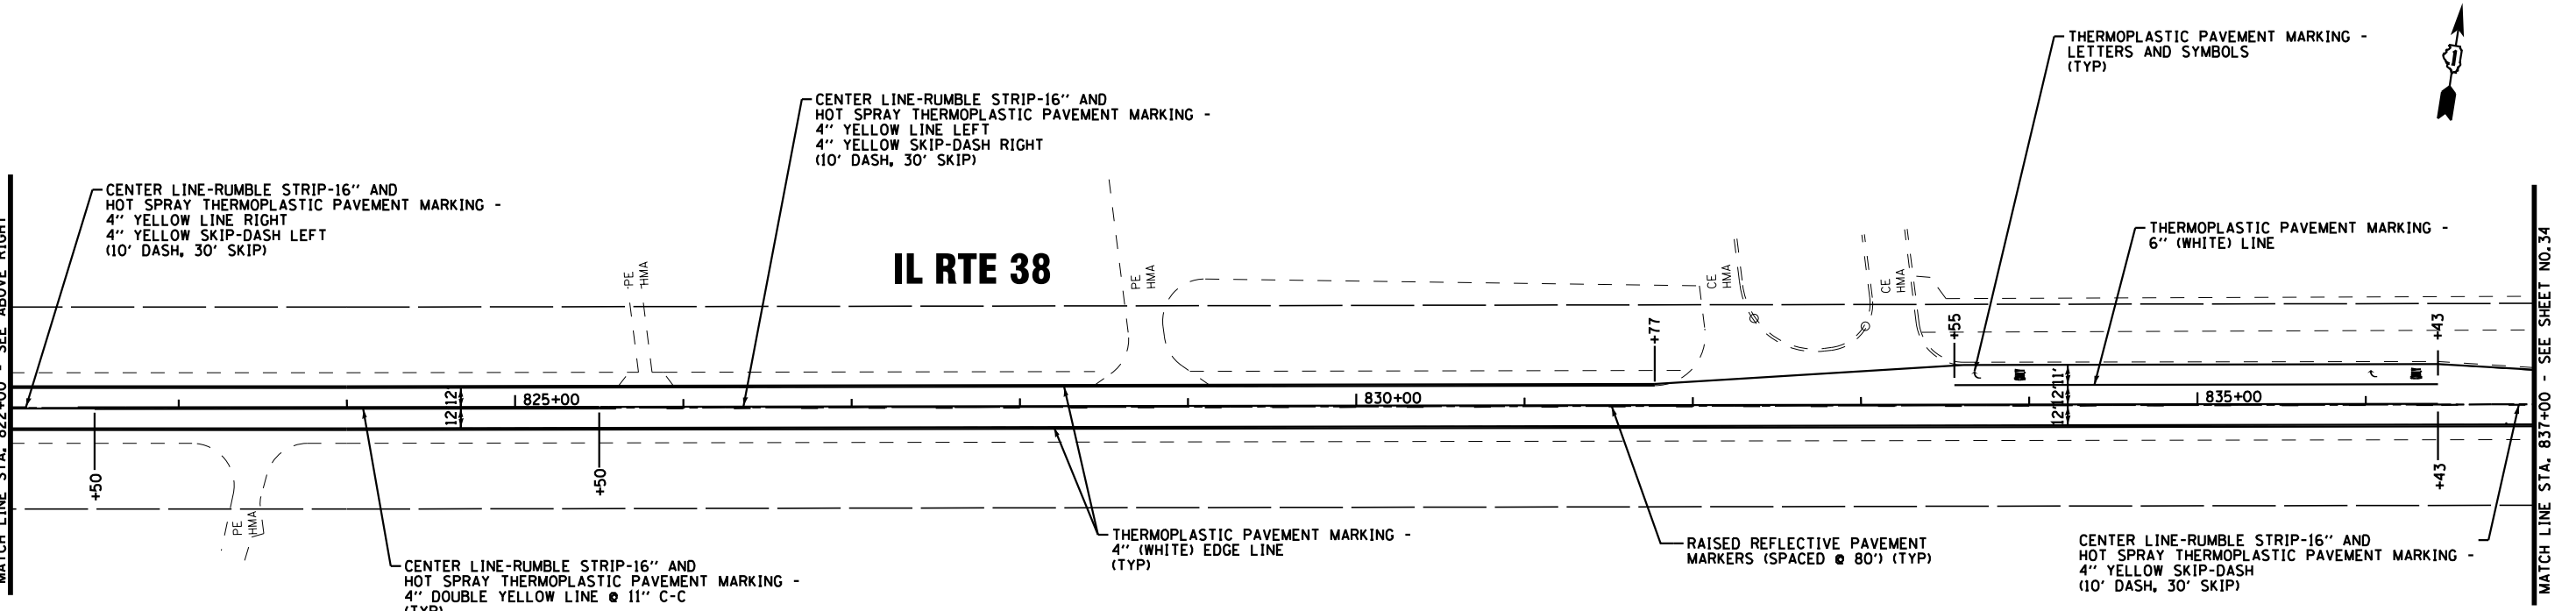 THERMOPLASTIC PAVEMENT MARKING -
LETTERS AND SYMBOLS
(TYP)
CENTER LINE-RUMBLE STRIP-16" AND
HOT SPRAY THERMOPLASTIC PAVEMENT MARKING -
4" YELLOW LINE LEFT
4" YELLOW SKIP-DASH RIGHT
(10' DASH, 30' SKIP)
CENTER LINE-RUMBLE STRIP-16" AND
HOT SPRAY THERMOPLASTIC PAVEMENT MARKING -
4" YELLOW LINE RIGHT
4" YELLOW SKIP-DASH LEFT
(10' DASH, 30' SKIP)
THERMOPLASTIC PAVEMENT MARKING -
6" (WHITE) LINE
IL RTE 38
MATCH LINE STA. 822+00 - SEE ABOVE RIGHT
MATCH LINE STA. 837+00 - SEE SHEET NO.34
PE
HMA
PE
HMA
CE
HMA
CE
HMA
+77
+55
+43
12'
12'
825+00
830+00
11'
12'
12'
835+00
+50
+50
+43
PE
HMA
CENTER LINE-RUMBLE STRIP-16" AND
HOT SPRAY THERMOPLASTIC PAVEMENT MARKING -
4" DOUBLE YELLOW LINE @ 11" C-C
(TYP)
THERMOPLASTIC PAVEMENT MARKING -
4" (WHITE) EDGE LINE
(TYP)
RAISED REFLECTIVE PAVEMENT
MARKERS (SPACED @ 80') (TYP)
CENTER LINE-RUMBLE STRIP-16" AND
HOT SPRAY THERMOPLASTIC PAVEMENT MARKING -
4" YELLOW SKIP-DASH
(10' DASH, 30' SKIP)